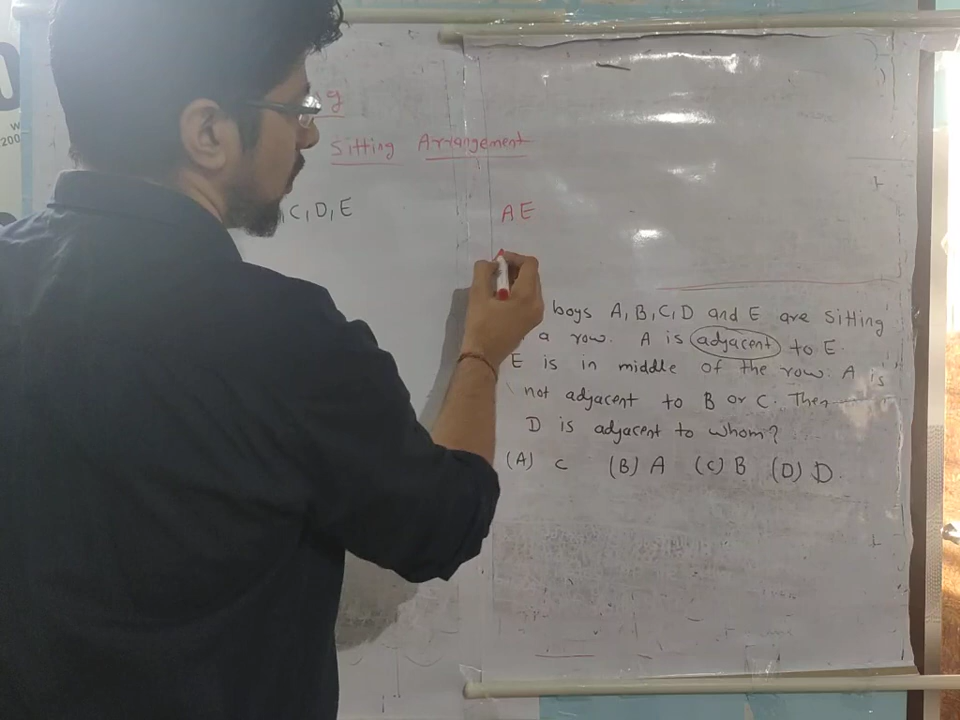 g
Sitting Arrangement
C, D, E
A E
boys A, B, C, D and E are sitting
a row. A is adjacent to E.
E is in middle of the row. A is
not adjacent to B or C. Then
D is adjacent to whom?
(A) C (B) A (C) B (D) D.
W
200